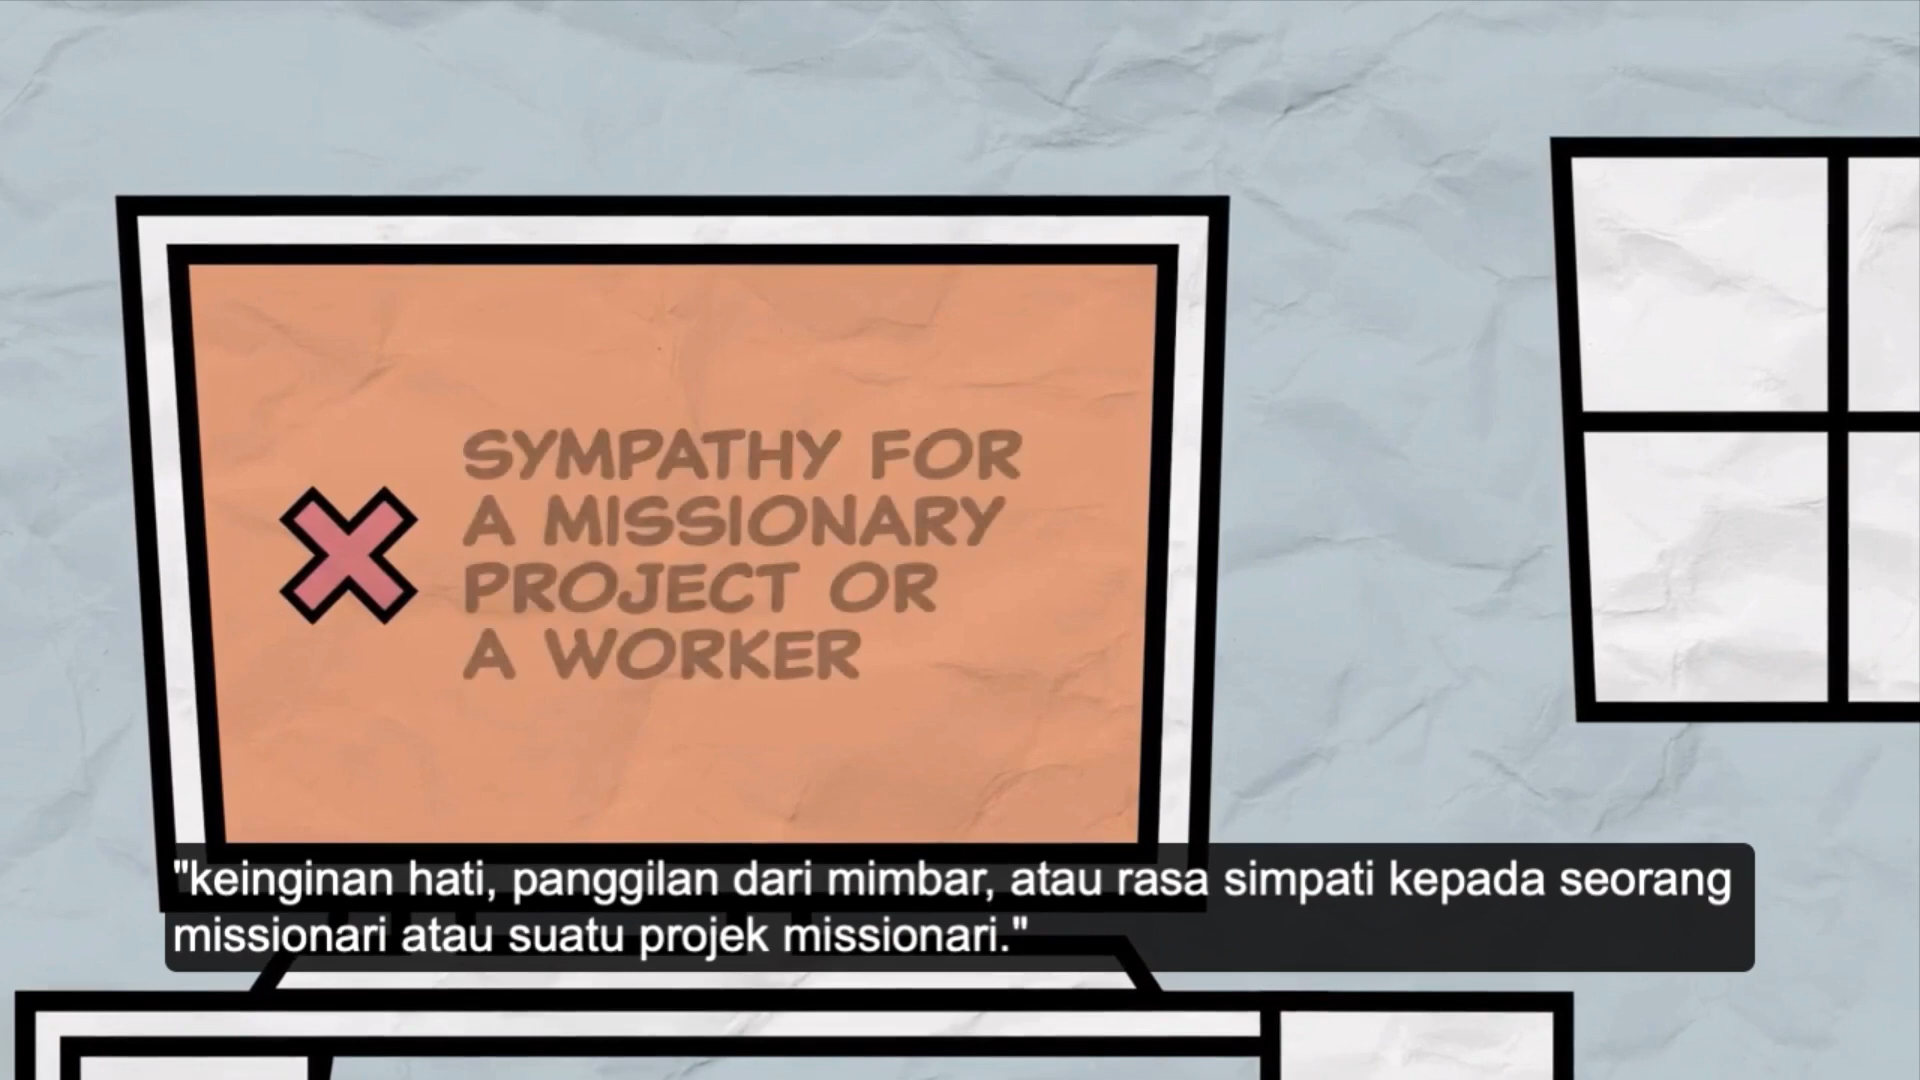 SYMPATHY FOR
A MISSIONARY
PROJECT OR
A WORKER
"keinginan hati, panggilan dari mimbar, atau rasa simpati kepada seorang
missionari atau suatu projek missionari."